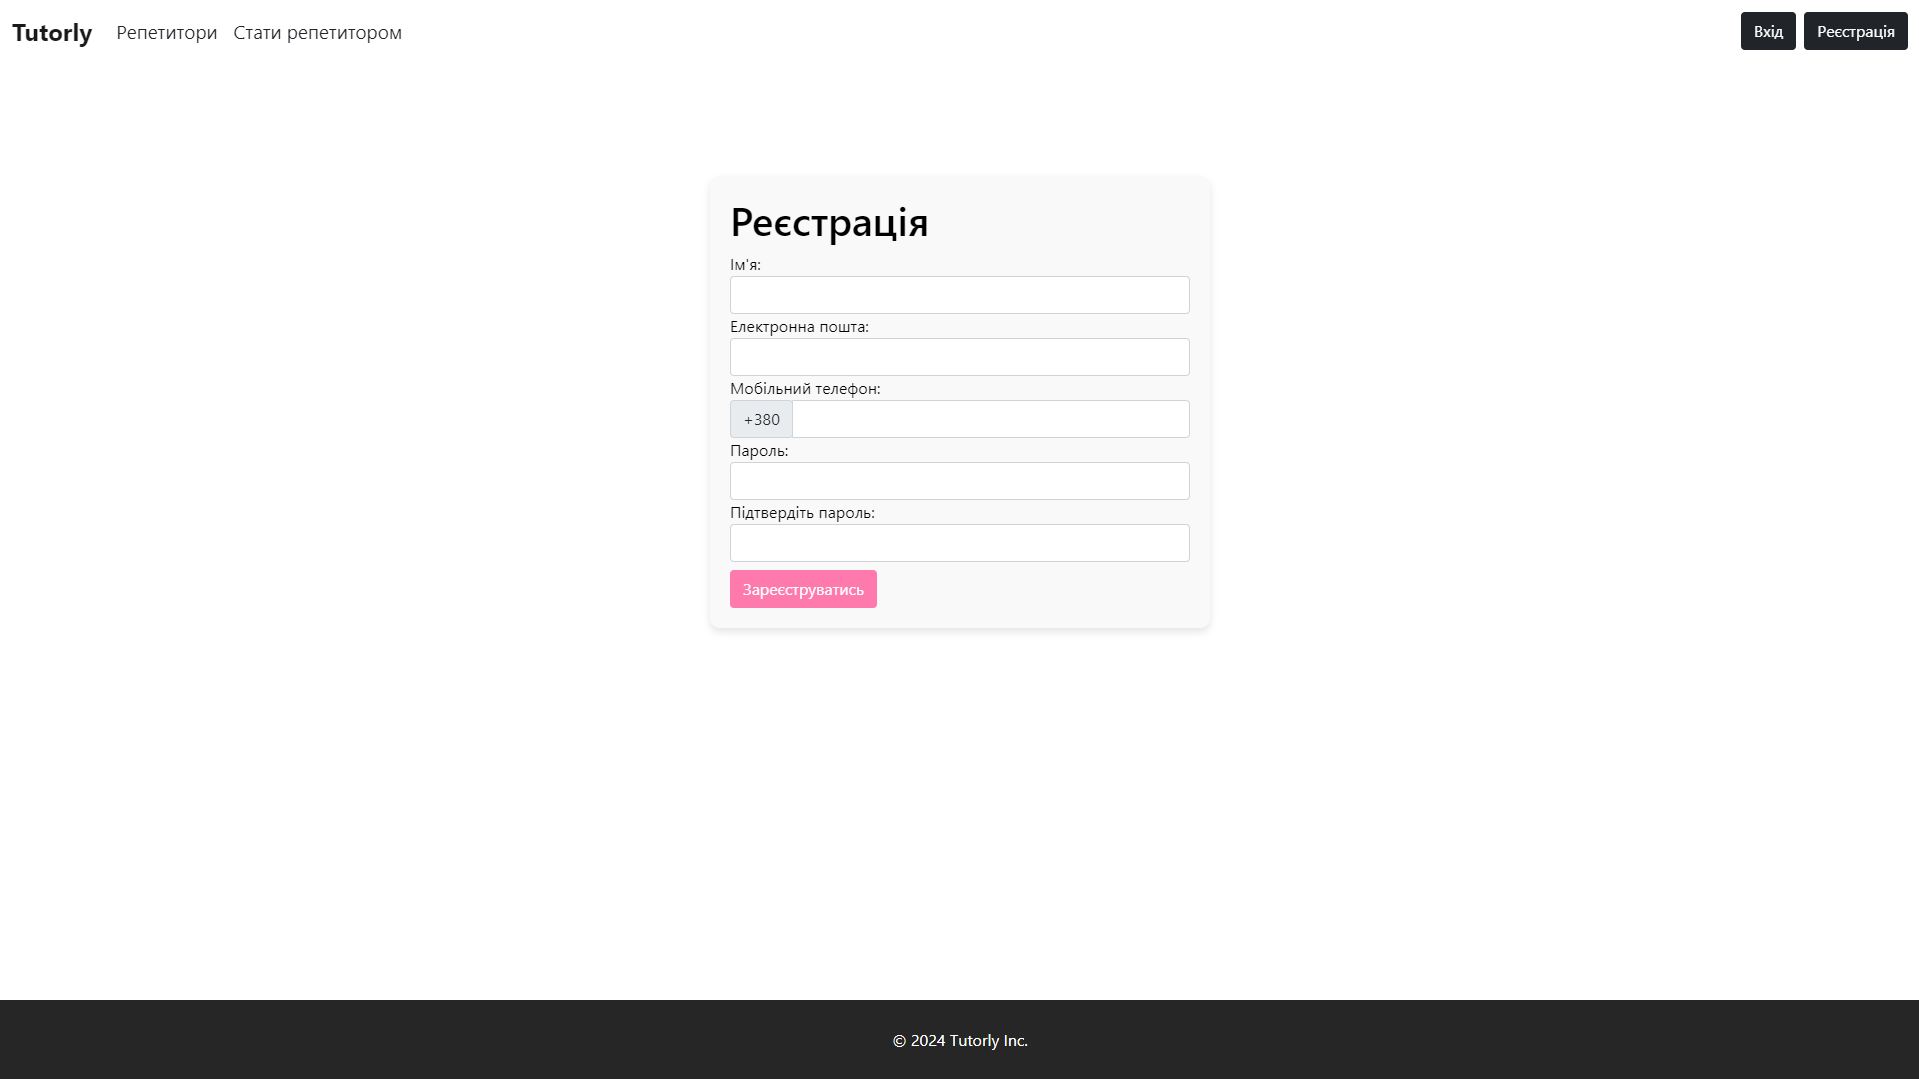 Tutorly Репетитори Стати репетитором Вхід Реєстрація
Реєстрація
Ім'я:
Електронна пошта:
Мобільний телефон:
+380
Пароль:
Підтвердіть пароль:
Зареєструватись
© 2024 Tutorly Inc.